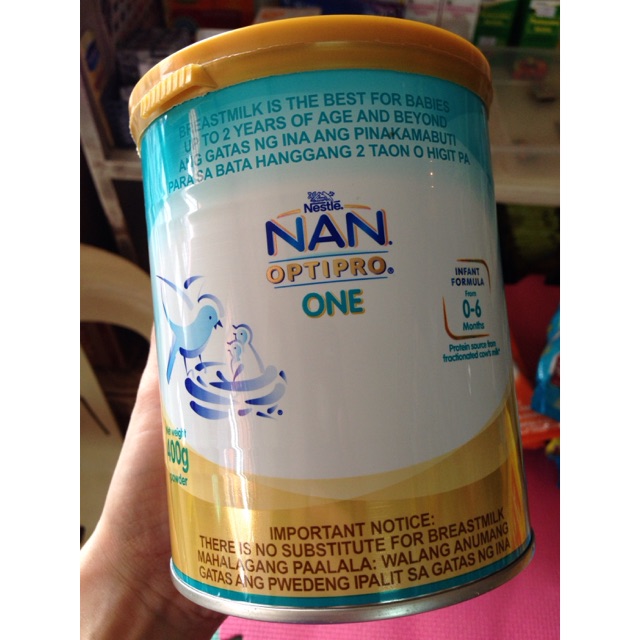 BREASTMILK IS THE BEST FOR BABIES
UP TO 2 YEARS OF AGE AND BEYOND
ANG GATAS NG INA ANG PINAKAMABUTI
PARA SA BATA HANGGANG 2 TAON O HIGIT PA
Nestlé.
NAN.
OPTIPRO®
ONE
INFANT
FORMULA
From
0-6
Months
Protein source from
fractionated cow's milk
weight
400g
powder
IMPORTANT NOTICE:
THERE IS NO SUBSTITUTE FOR BREASTMILK
MAHALAGANG PAALALA: WALANG ANUMANG
GATAS ANG PWEDENG IPALIT SA GATAS NG INA